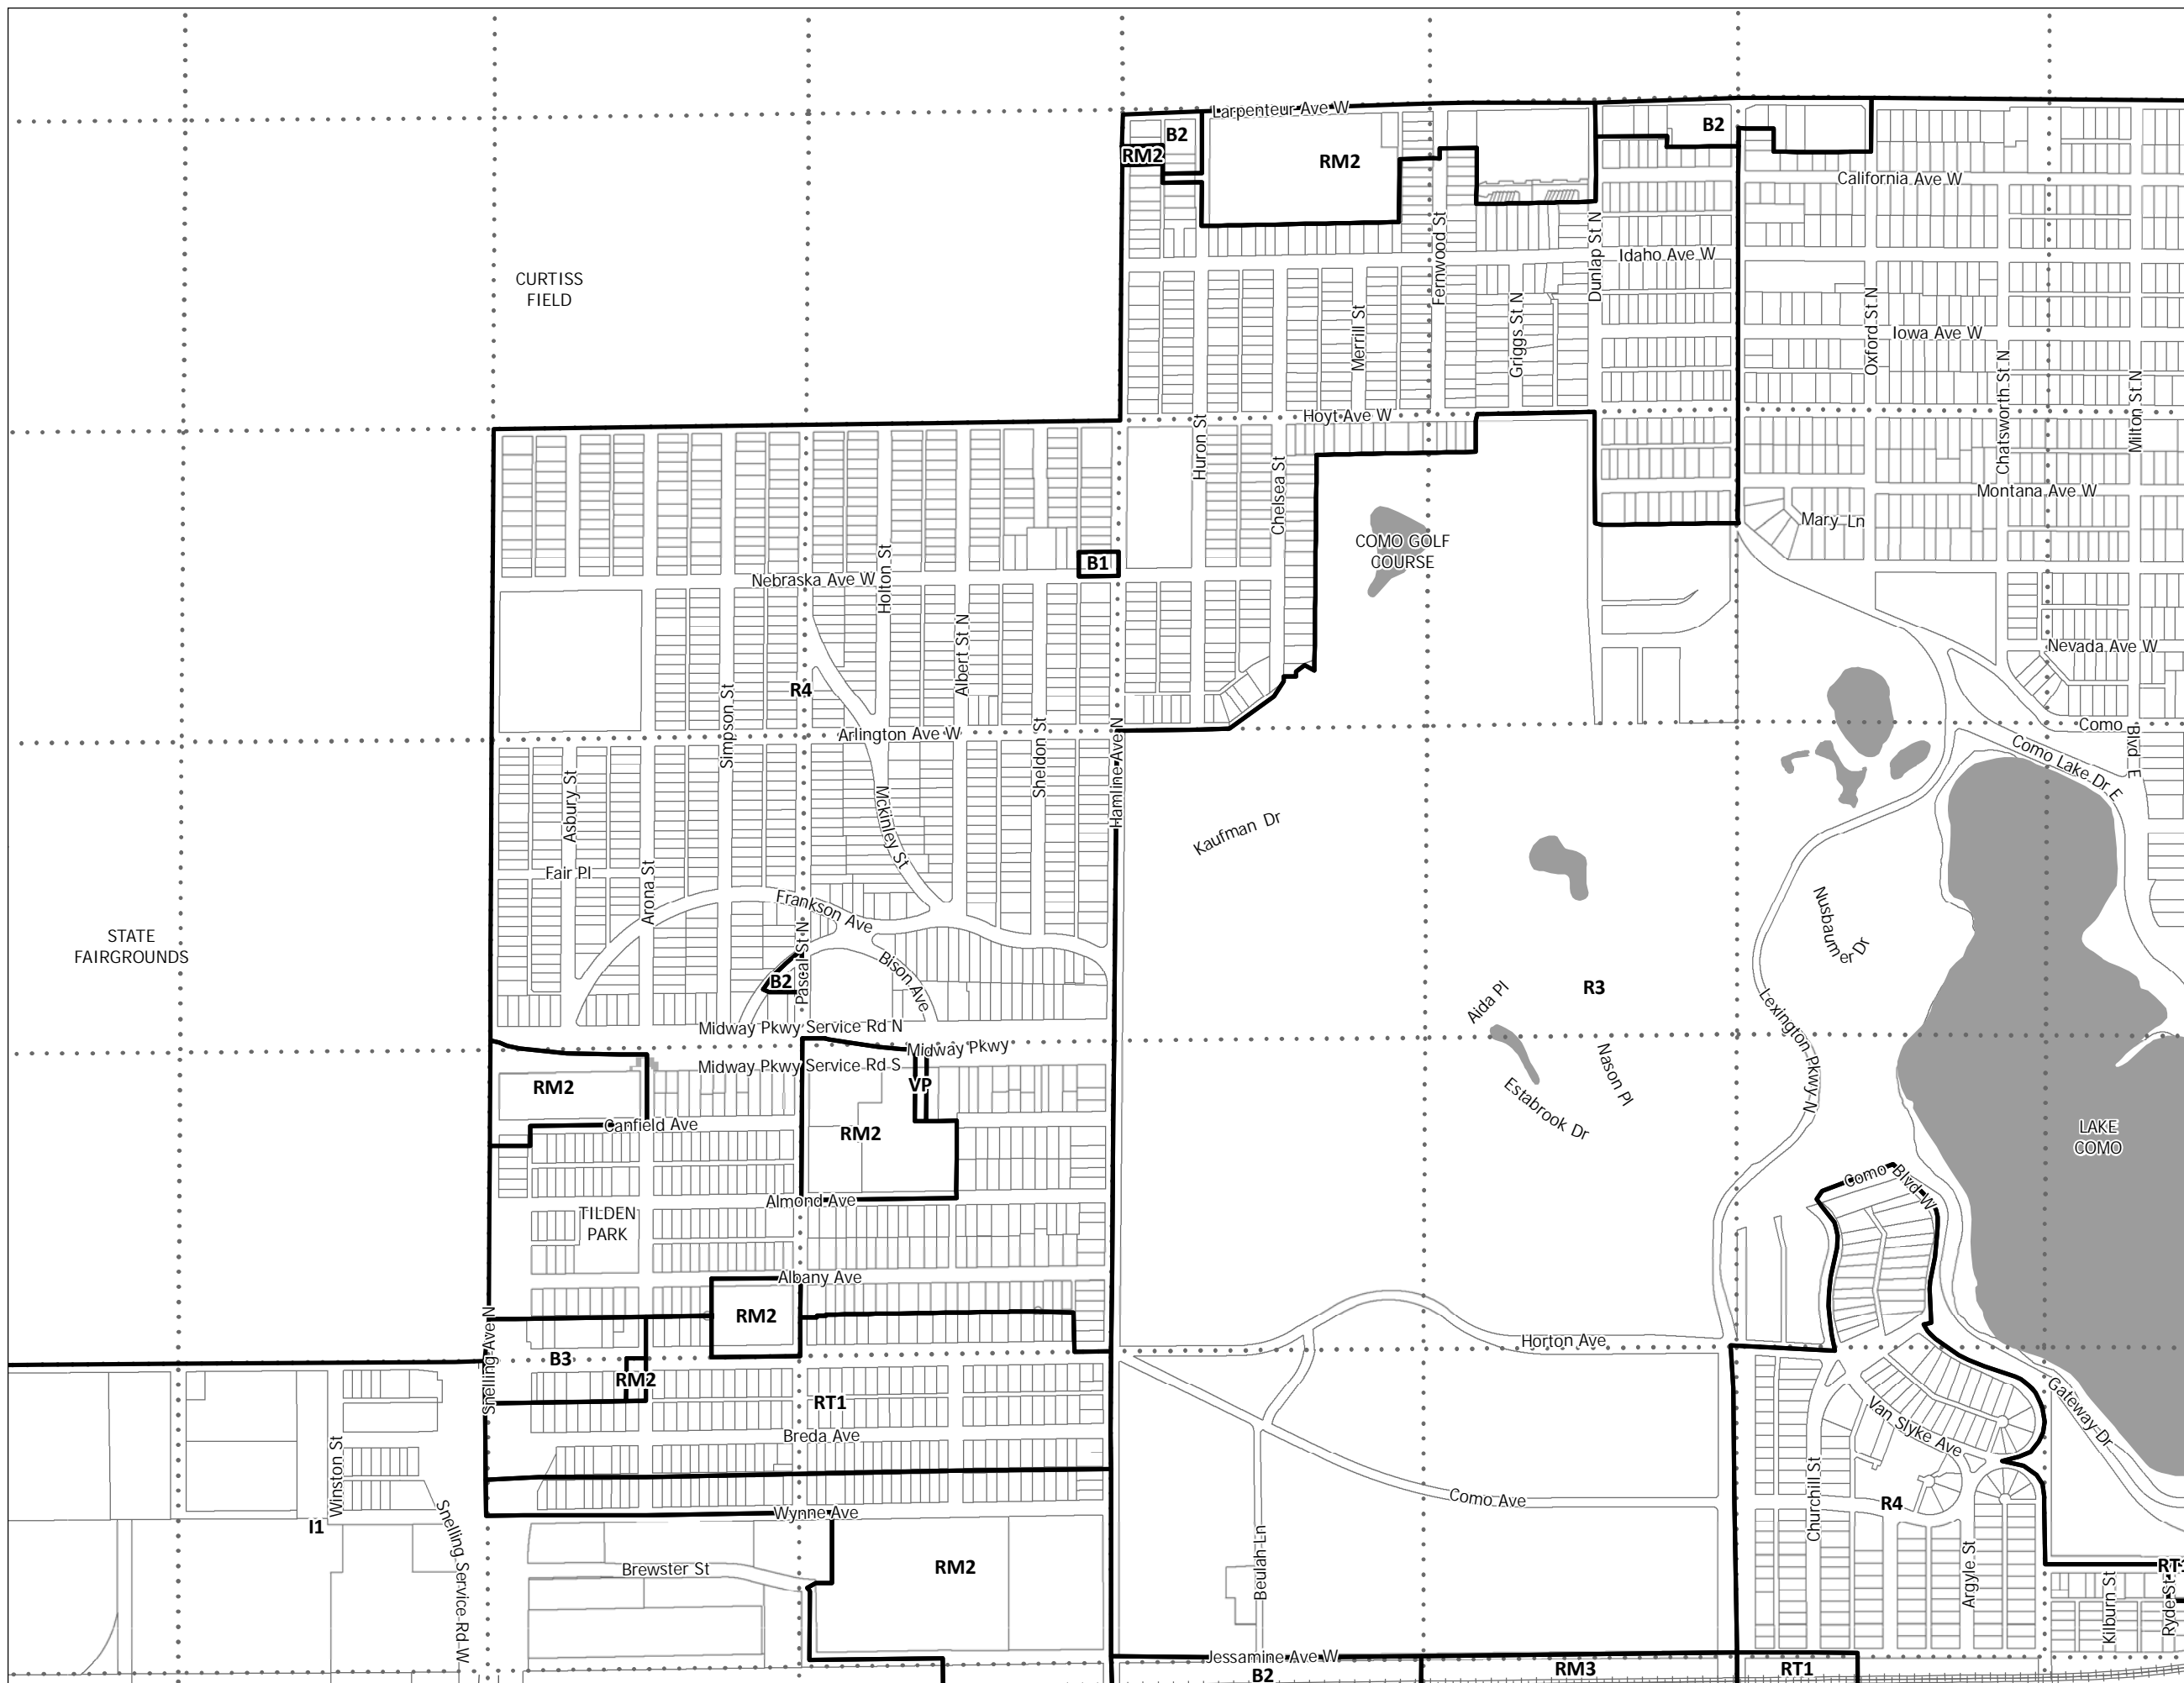 Larpenteur Ave W
B2
RM2
RM2
B2
California Ave W
Fernwood St
Dunlap St N
Idaho Ave W
CURTISS
FIELD
Merrill St
Griggs St N
Oxford St N
Iowa Ave W
Chatsworth St N
Milton St N
Hoyt Ave W
Huron St
Chelsea St
Montana Ave W
Mary Ln
COMO GOLF
COURSE
B1
Nebraska Ave W
Holton St
Albert St N
Nevada Ave W
R4
Simpson St
Arlington Ave W
Sheldon St
Hamline Ave N
Como
Blvd E
Como Lake Dr E
Asbury St
Mckinley St
Kaufman Dr
Fair Pl
Arona St
Frankson Ave
Nusbaumer Dr
STATE
FAIRGROUNDS
Pascal St N
Bison Ave
B2
R3
Aida Pl
Lexington Pkwy N
Midway Pkwy Service Rd N
Midway Pkwy
Midway Pkwy Service Rd S
VP
RM2
Nason Pl
Estabrook Dr
Canfield Ave
RM2
LAKE
COMO
Como Blvd W
Almond Ave
TILDEN
PARK
Albany Ave
RM2
Snelling Ave N
B3
Horton Ave
RM2
RT1
Gateway Dr
Van Slyke Ave
Breda Ave
Winston St
Churchill St
Como Ave
R4
Wynne Ave
I1
Snelling Service Rd W
Brewster St
RM2
Beulah Ln
Argyle St
Kilburn St
Ryde St
Jessamine Ave W
B2
RM3
RT1